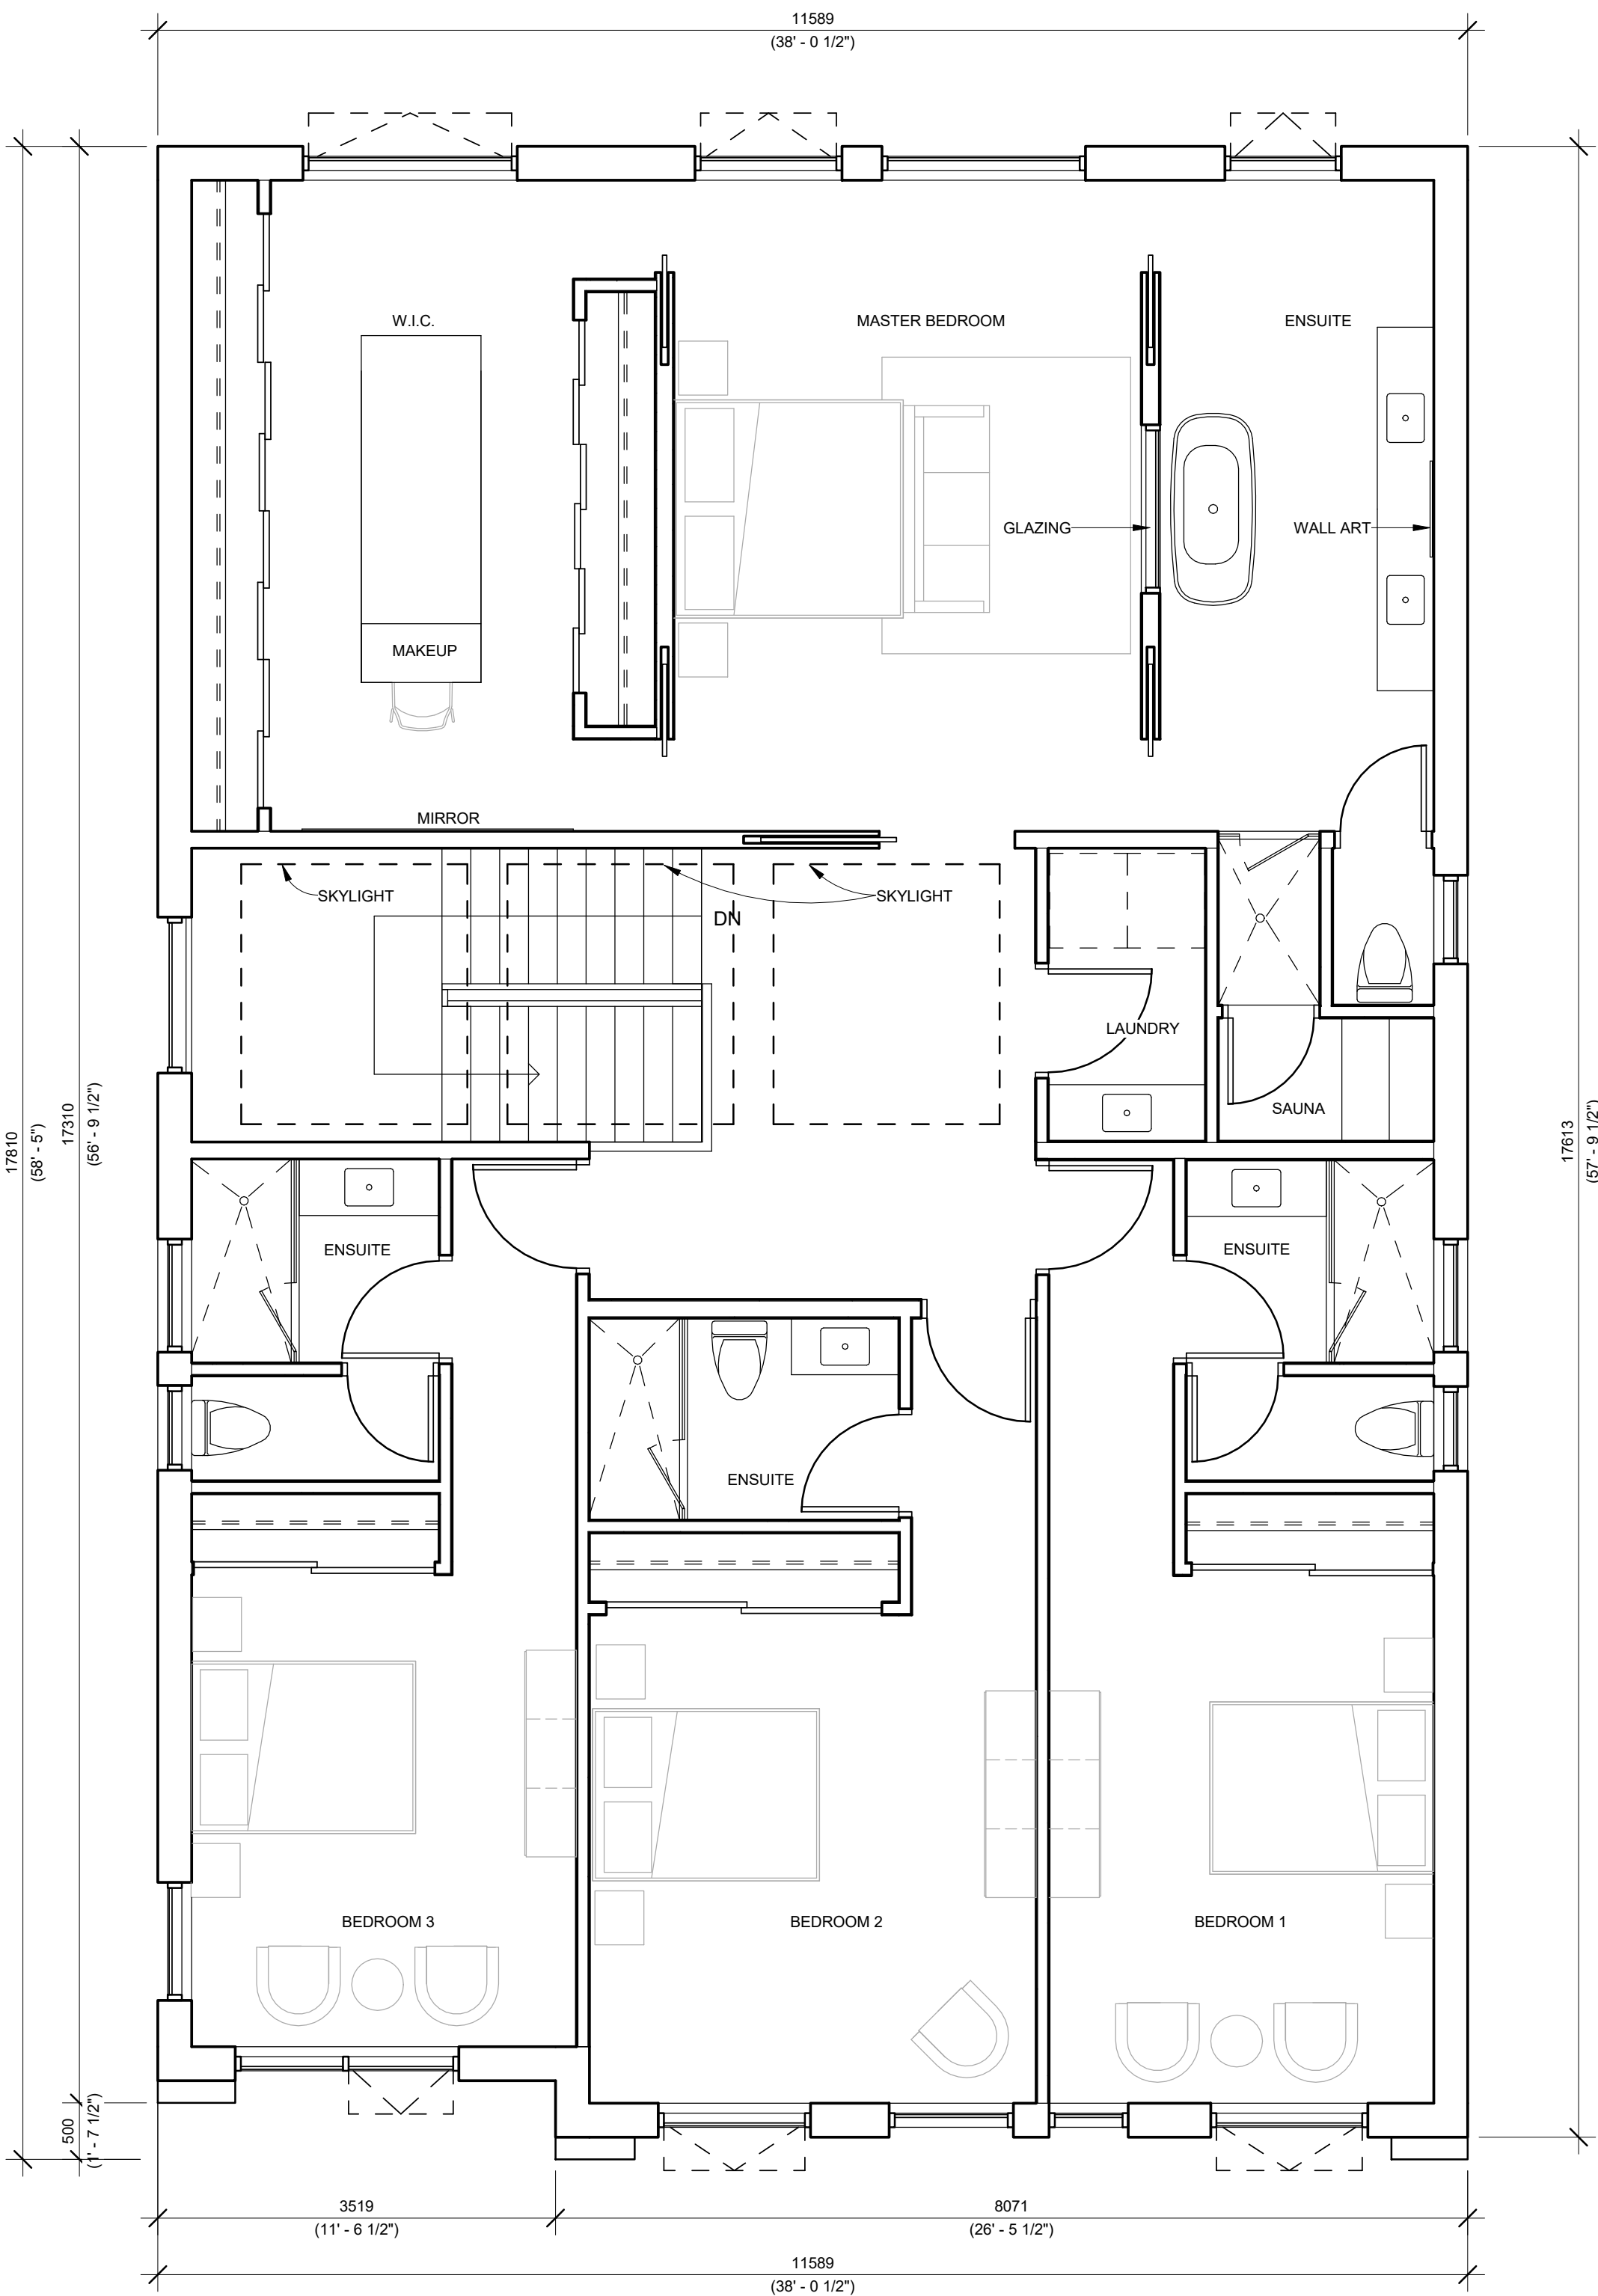 11589
(38' - 0 1/2")
W.I.C.
MASTER BEDROOM
ENSUITE
GLAZING
WALL ART
MAKEUP
MIRROR
SKYLIGHT
SKYLIGHT
DN
LAUNDRY
SAUNA
17810
(58' - 5")
17310
(56' - 9 1/2")
17613
(57' - 9 1/2")
ENSUITE
ENSUITE
ENSUITE
BEDROOM 3
BEDROOM 2
BEDROOM 1
500
(1' - 7 1/2")
3519
(11' - 6 1/2")
8071
(26' - 5 1/2")
11589
(38' - 0 1/2")